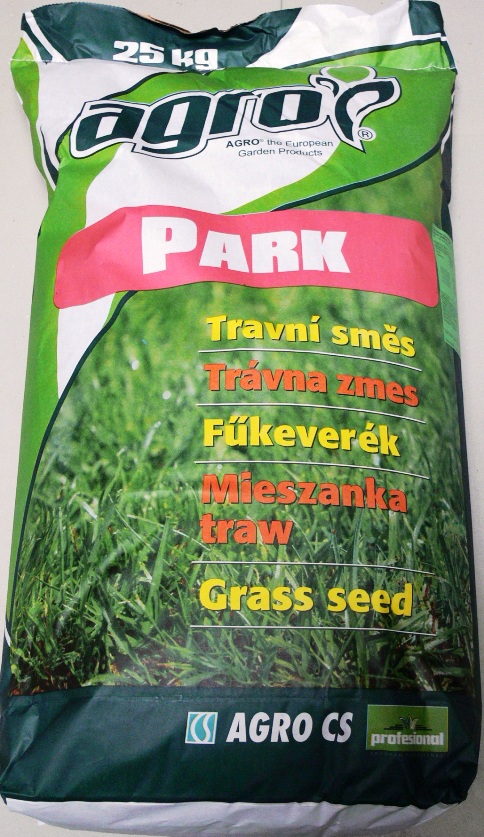 25 kg
agro®
AGRO® the European
Garden Products
PARK
Travní směs
Trávna zmes
Fűkeverék
Mieszanka
traw
Grass seed
CS AGRO CS profesional